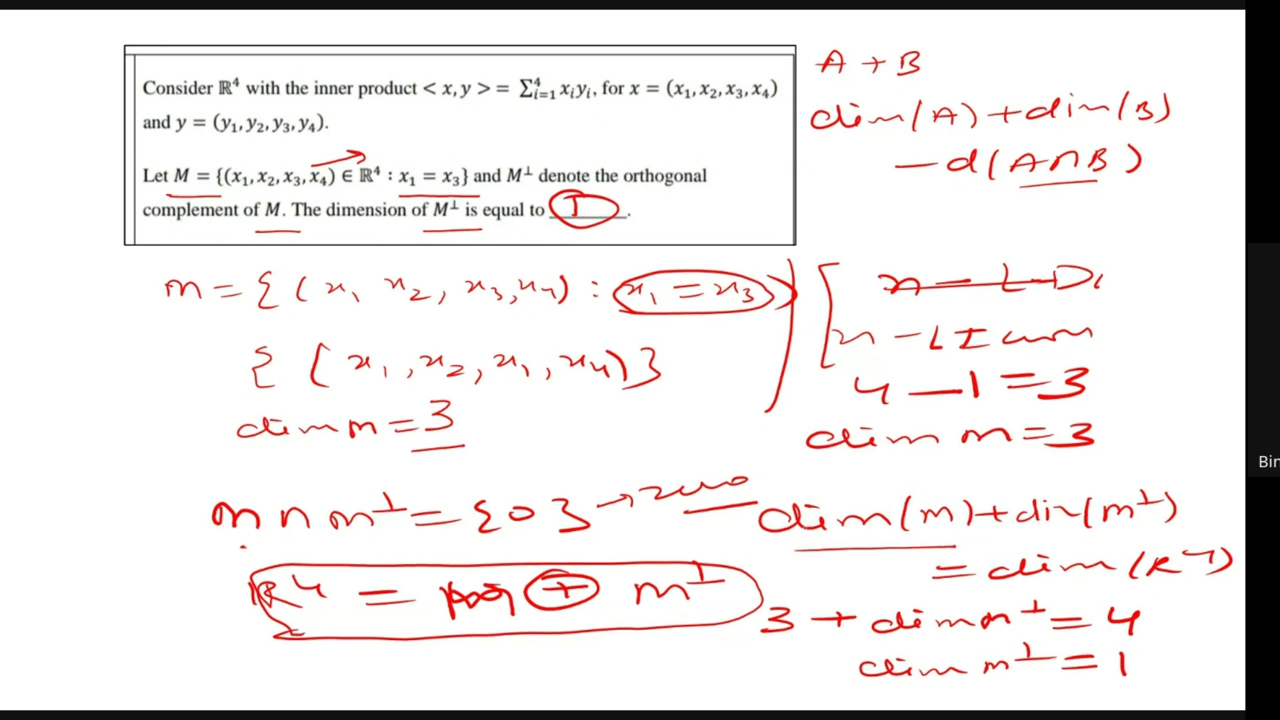 Consider ℝ⁴ with the inner product < x, y > = ∑⁴ᵢ₌₁ xᵢyᵢ, for x = (x₁, x₂, x₃, x₄)
and y = (y₁, y₂, y₃, y₄).
Let M = {(x₁, x₂, x₃, x₄) ∈ ℝ⁴ : x₁ = x₃} and M⊥ denote the orthogonal
complement of M. The dimension of M⊥ is equal to 1.
A + B
dim(A) + dim(B)
– d(A∩B)
m = { (x₁ x₂, x₃, x₄) : x₁ = x₃ }
{ (x₁, x₂, x₁, x₄) }
dim m = 3
n – L D
n – LI
4 – 1 = 3
dim m = 3
m ∩ m⊥ = {0} → zero
ℝ⁴ = m ⊕ m⊥
dim(m) + dim(m⊥)
= dim(ℝ⁴)
3 + dim m⊥ = 4
dim m⊥ = 1
Bin